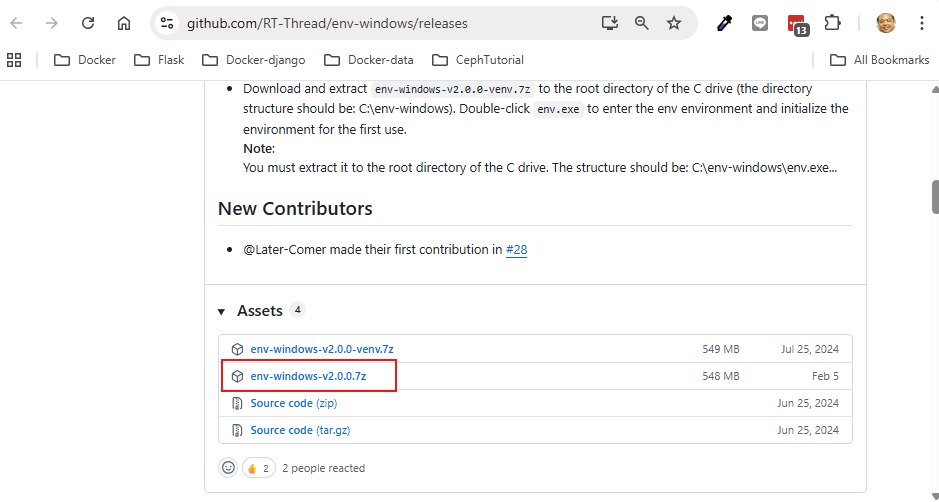 github.com/RT-Thread/env-windows/releases
13
Docker Flask Docker-django Docker-data CephTutorial All Bookmarks
Download and extract env-windows-v2.0.0-venv.7z to the root directory of the C drive (the directory
structure should be: C:\env-windows). Double-click env.exe to enter the env environment and initialize the
environment for the first use.
Note:
You must extract it to the root directory of the C drive. The structure should be: C:\env-windows\env.exe...
New Contributors
@Later-Comer made their first contribution in #28
Assets 4
env-windows-v2.0.0-venv.7z 549 MB Jul 25, 2024
env-windows-v2.0.0.7z 548 MB Feb 5
Source code (zip) Jun 25, 2024
Source code (tar.gz) Jun 25, 2024
2 2 people reacted